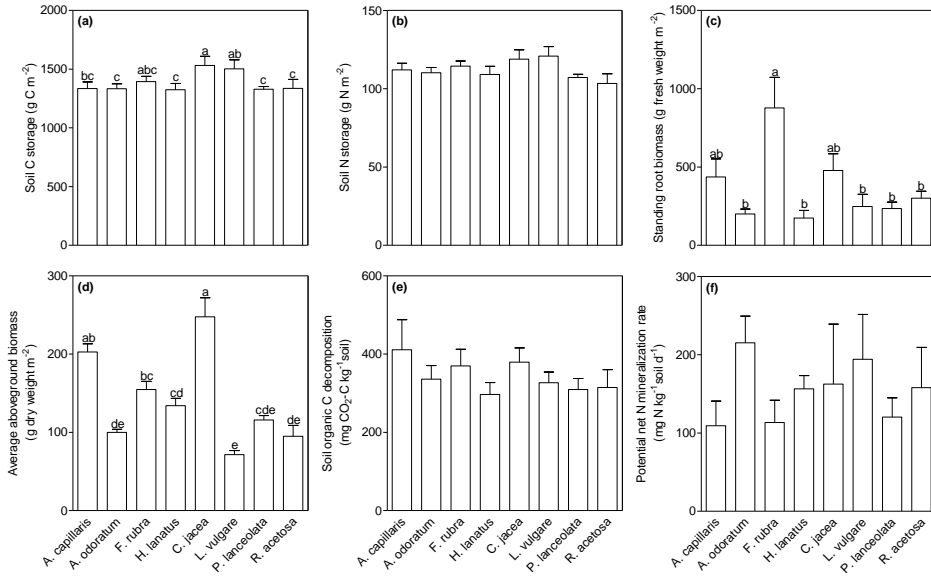 (a)
Soil C storage (g C m-2)
2000
1500
1000
500
0
bc c abc c a ab c c
(b)
Soil N storage (g N m-2)
150
100
50
0
(c)
Standing root biomass (g fresh weight m-2)
1500
1000
500
0
ab b a b ab b b b
(d)
Average aboveground biomass
(g dry weight m-2)
300
200
100
0
ab de bc cd a e cde de
A. capillaris
A. odoratum
F. rubra
H. lanatus
C. jacea
L. vulgare
P. lanceolata
R. acetosa
(e)
Soil organic C decomposition
(mg CO2-C kg-1soil)
600
400
200
0
A. capillaris
A. odoratum
F. rubra
H. lanatus
C. jacea
L. vulgare
P. lanceolata
R. acetosa
(f)
Potential net N mineralization rate
(mg N kg-1 soil d-1)
300
200
100
0
A. capillaris
A. odoratum
F. rubra
H. lanatus
C. jacea
L. vulgare
P. lanceolata
R. acetosa